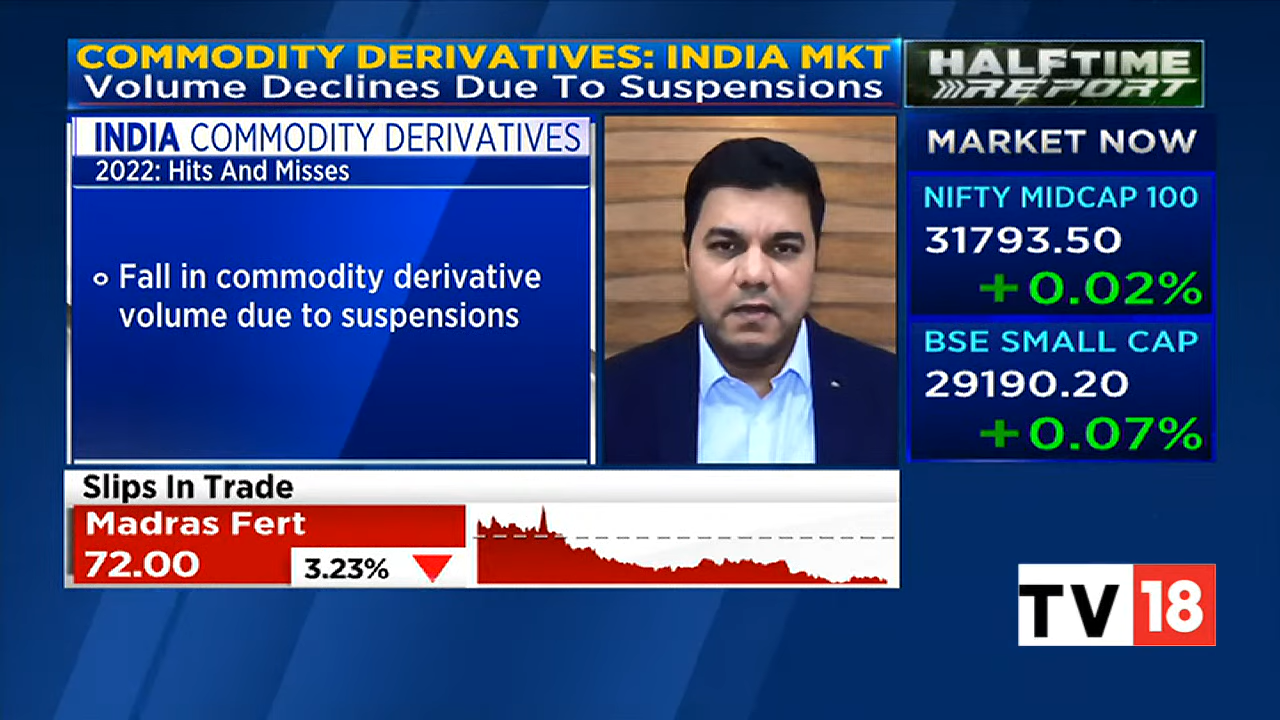 COMMODITY DERIVATIVES: INDIA MKT
Volume Declines Due To Suspensions
HALFTIME
REPORT
INDIA COMMODITY DERIVATIVES
2022: Hits And Misses
Fall in commodity derivative
volume due to suspensions
MARKET NOW
NIFTY MIDCAP 100
31793.50
+0.02%
BSE SMALL CAP
29190.20
+0.07%
Slips In Trade
Madras Fert
72.00
3.23%
TV18